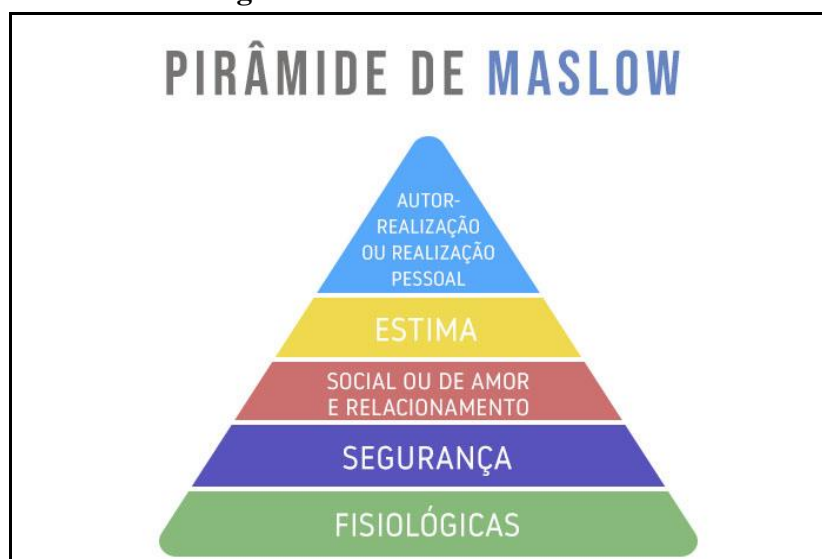 PIRÂMIDE DE MASLOW
AUTOR-
REALIZAÇÃO
OU REALIZAÇÃO
PESSOAL
ESTIMA
SOCIAL OU DE AMOR
E RELACIONAMENTO
SEGURANÇA
FISIOLÓGICAS